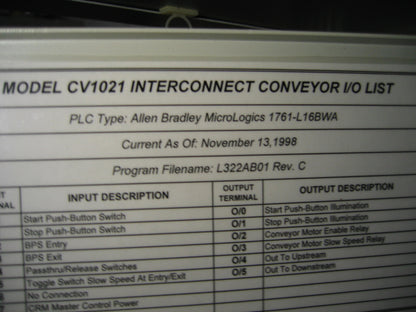 MODEL CV1021 INTERCONNECT CONVEYOR I/O LIST
PLC Type: Allen Bradley MicroLogics 1761-L16BWA
Current As Of: November 13,1998
Program Filename: L322AB01 Rev. C
INPUT DESCRIPTION OUTPUT TERMINAL OUTPUT DESCRIPTION
Start Push-Button Switch O/0 Start Push-Button Illumination
Stop Push-Button Switch O/1 Stop Push-Button Illumination
BPS Entry O/2 Conveyor Motor Enable Relay
BPS Exit O/3 Conveyor Motor Slow Speed Relay
Passthru/Release Switches O/4 Out To Upstream
Toggle Switch Slow Speed At Entry/Exit O/5 Out To Downstream
No Connection
CRM Master Control Power